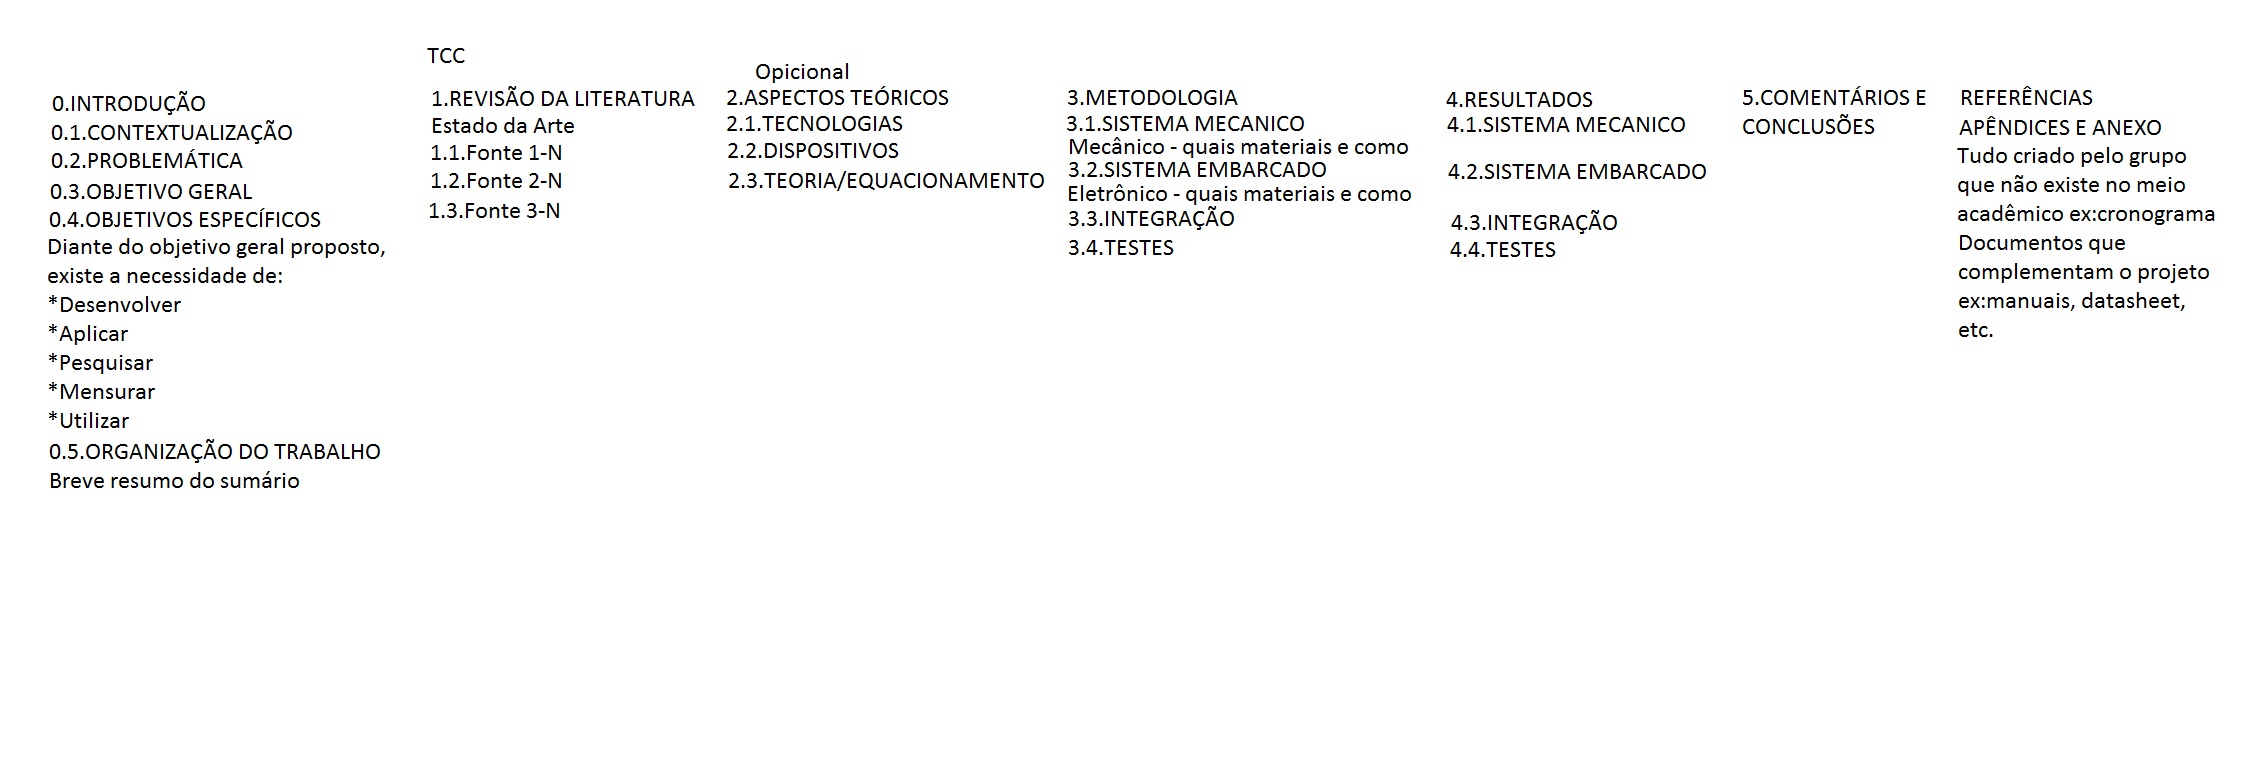 TCC
0.INTRODUÇÃO
0.1.CONTEXTUALIZAÇÃO
0.2.PROBLEMÁTICA
0.3.OBJETIVO GERAL
0.4.OBJETIVOS ESPECÍFICOS
Diante do objetivo geral proposto,
existe a necessidade de:
*Desenvolver
*Aplicar
*Pesquisar
*Mensurar
*Utilizar
0.5.ORGANIZAÇÃO DO TRABALHO
Breve resumo do sumário
1.REVISÃO DA LITERATURA
Estado da Arte
1.1.Fonte 1-N
1.2.Fonte 2-N
1.3.Fonte 3-N
Opicional
2.ASPECTOS TEÓRICOS
2.1.TECNOLOGIAS
2.2.DISPOSITIVOS
2.3.TEORIA/EQUACIONAMENTO
3.METODOLOGIA
3.1.SISTEMA MECANICO
Mecânico - quais materiais e como
3.2.SISTEMA EMBARCADO
Eletrônico - quais materiais e como
3.3.INTEGRAÇÃO
3.4.TESTES
4.RESULTADOS
4.1.SISTEMA MECANICO
4.2.SISTEMA EMBARCADO
4.3.INTEGRAÇÃO
4.4.TESTES
5.COMENTÁRIOS E
CONCLUSÕES
REFERÊNCIAS
APÊNDICES E ANEXO
Tudo criado pelo grupo
que não existe no meio
acadêmico ex:cronograma
Documentos que
complementam o projeto
ex:manuais, datasheet,
etc.